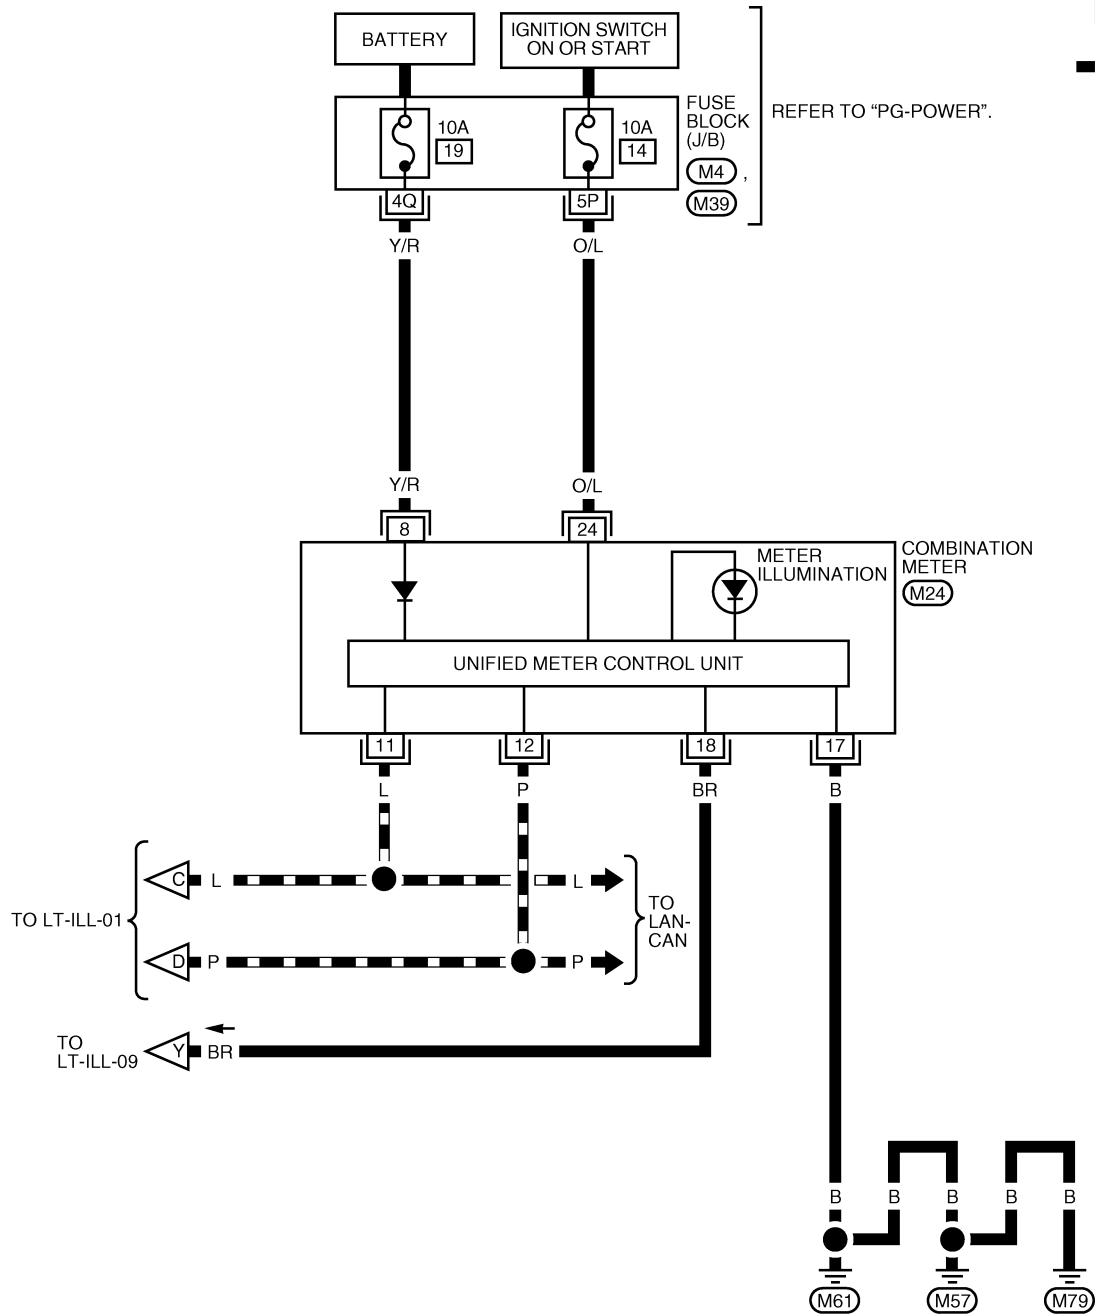 BATTERY
IGNITION SWITCH
ON OR START
10A
19
10A
14
FUSE
BLOCK
(J/B)
M4 ,
M39
REFER TO “PG-POWER”.
4Q
5P
Y/R
O/L
Y/R
O/L
8
24
METER
ILLUMINATION
COMBINATION
METER
M24
UNIFIED METER CONTROL UNIT
11
12
18
17
L
P
BR
B
C
L
L
TO LT-ILL-01
TO
LAN-
CAN
D
P
P
TO
LT-ILL-09
Y
BR
B
B
B
B
B
M61
M57
M79